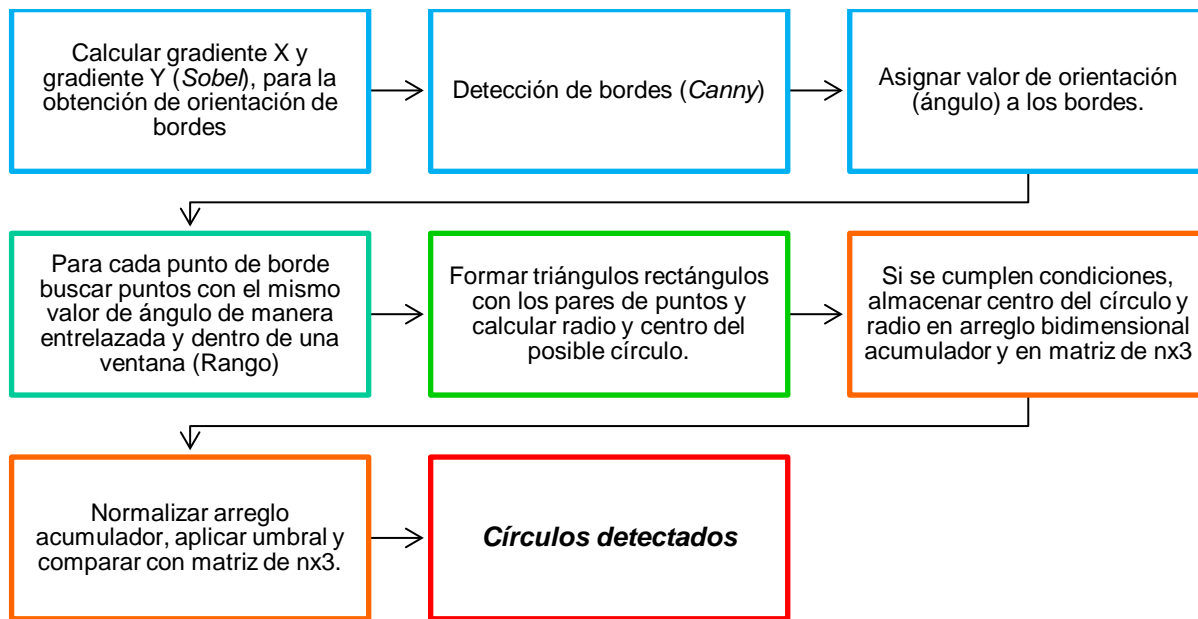 Calcular gradiente X y
gradiente Y (Sobel), para la
obtención de orientación de
bordes
Detección de bordes (Canny)
Asignar valor de orientación
(ángulo) a los bordes.
Para cada punto de borde
buscar puntos con el mismo
valor de ángulo de manera
entrelazada y dentro de una
ventana (Rango)
Formar triángulos rectángulos
con los pares de puntos y
calcular radio y centro del
posible círculo.
Si se cumplen condiciones,
almacenar centro del círculo y
radio en arreglo bidimensional
acumulador y en matriz de nx3
Normalizar arreglo
acumulador, aplicar umbral y
comparar con matriz de nx3.
Círculos detectados